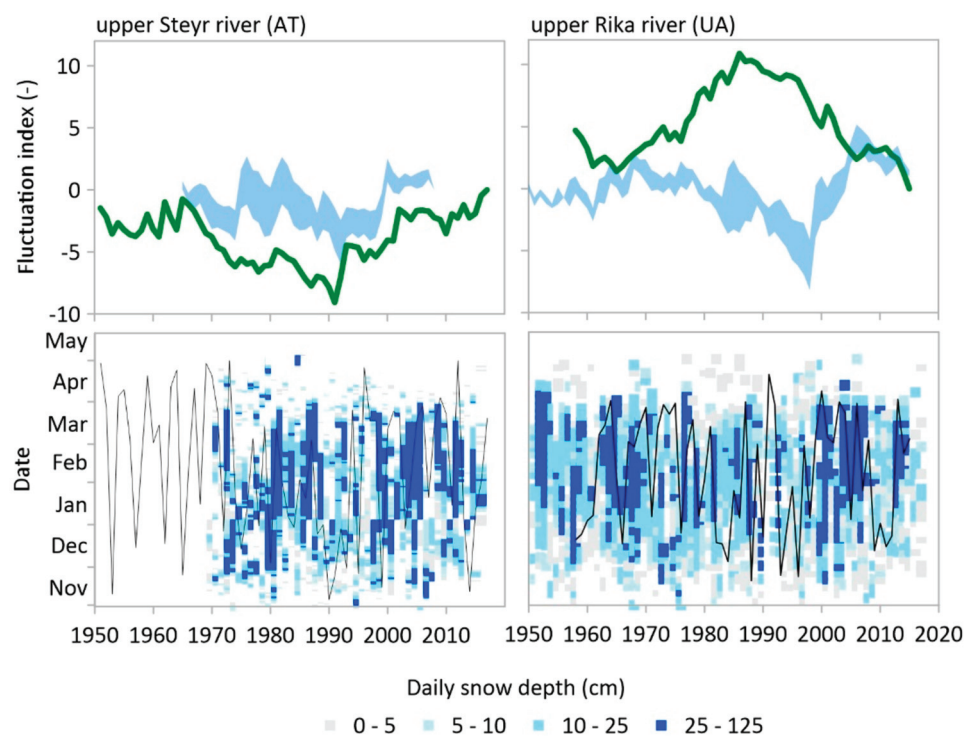 upper Steyr river (AT)
upper Rika river (UA)
Fluctuation index (-)
10
5
0
-5
-10
Date
May
Apr
Mar
Feb
Jan
Dec
Nov
1950 1960 1970 1980 1990 2000
1950 1960 1970 1980 1990 2000 2010 2020
Daily snow depth (cm)
0 - 5 5 - 10 10 - 25 25 - 125